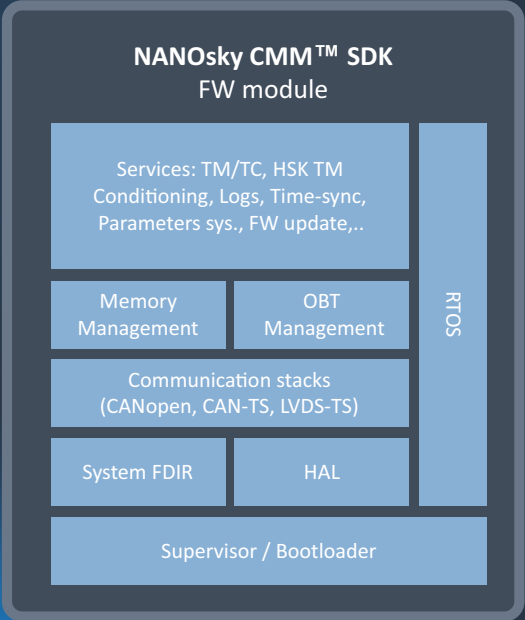 NANOsky CMM™ SDK
FW module
Services: TM/TC, HSK TM
Conditioning, Logs, Time-sync,
Parameters sys., FW update,..
Memory
Management
OBT
Management
Communication stacks
(CANopen, CAN-TS, LVDS-TS)
System FDIR
HAL
RTOS
Supervisor / Bootloader